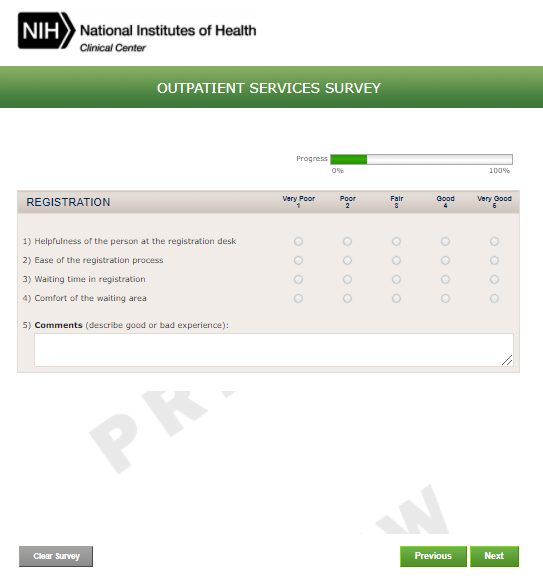 NIH National Institutes of Health
Clinical Center
OUTPATIENT SERVICES SURVEY
Progress
0% 100%
REGISTRATION Very Poor Poor Fair Good Very Good
1 2 3 4 5
1) Helpfulness of the person at the registration desk
2) Ease of the registration process
3) Waiting time in registration
4) Comfort of the waiting area
5) Comments (describe good or bad experience):
PR
W
Clear Survey Previous Next